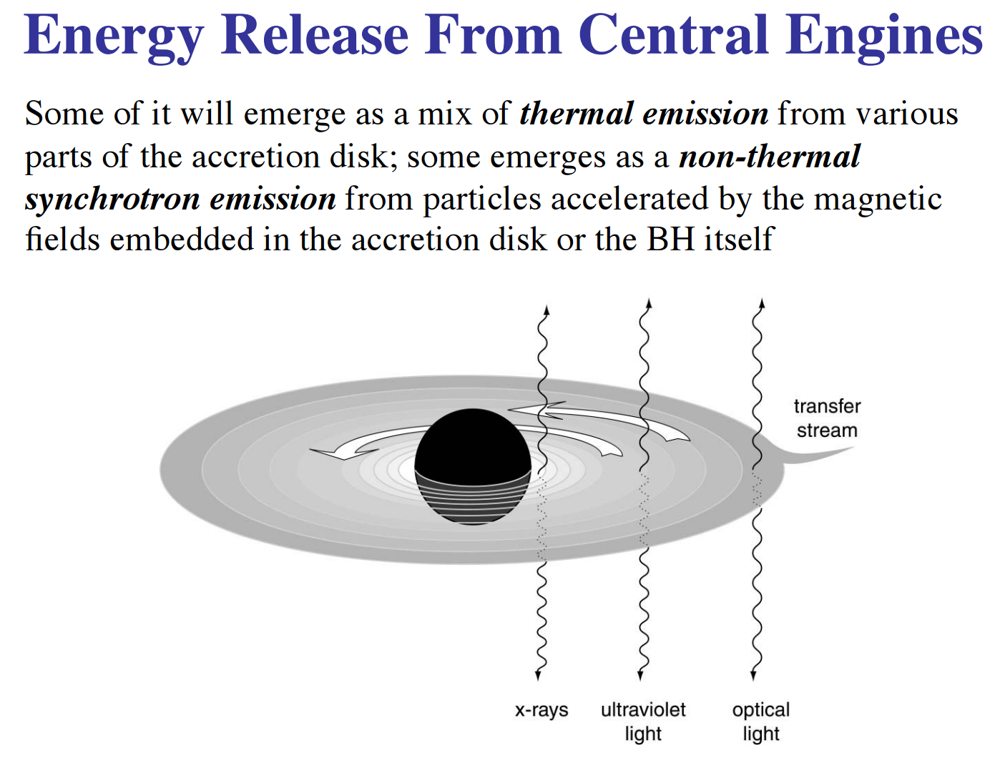 Energy Release From Central Engines
Some of it will emerge as a mix of thermal emission from various
parts of the accretion disk; some emerges as a non-thermal
synchrotron emission from particles accelerated by the magnetic
fields embedded in the accretion disk or the BH itself
transfer
stream
x-rays
ultraviolet
light
optical
light